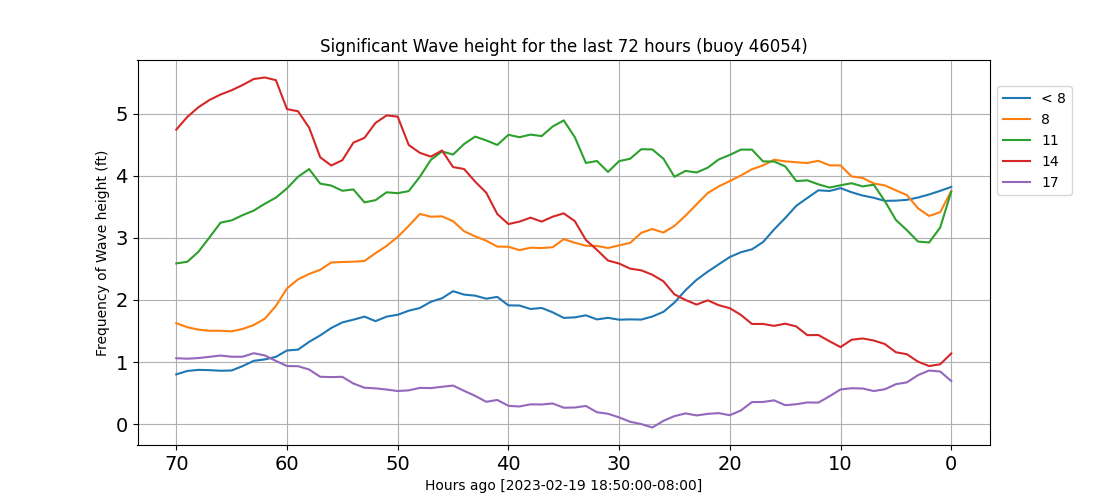 Significant Wave height for the last 72 hours (buoy 46054)
Frequency of Wave height (ft)
5
4
3
2
1
0
70 60 50 40 30 20 10 0
Hours ago [2023-02-19 18:50:00-08:00]
< 8
8
11
14
17